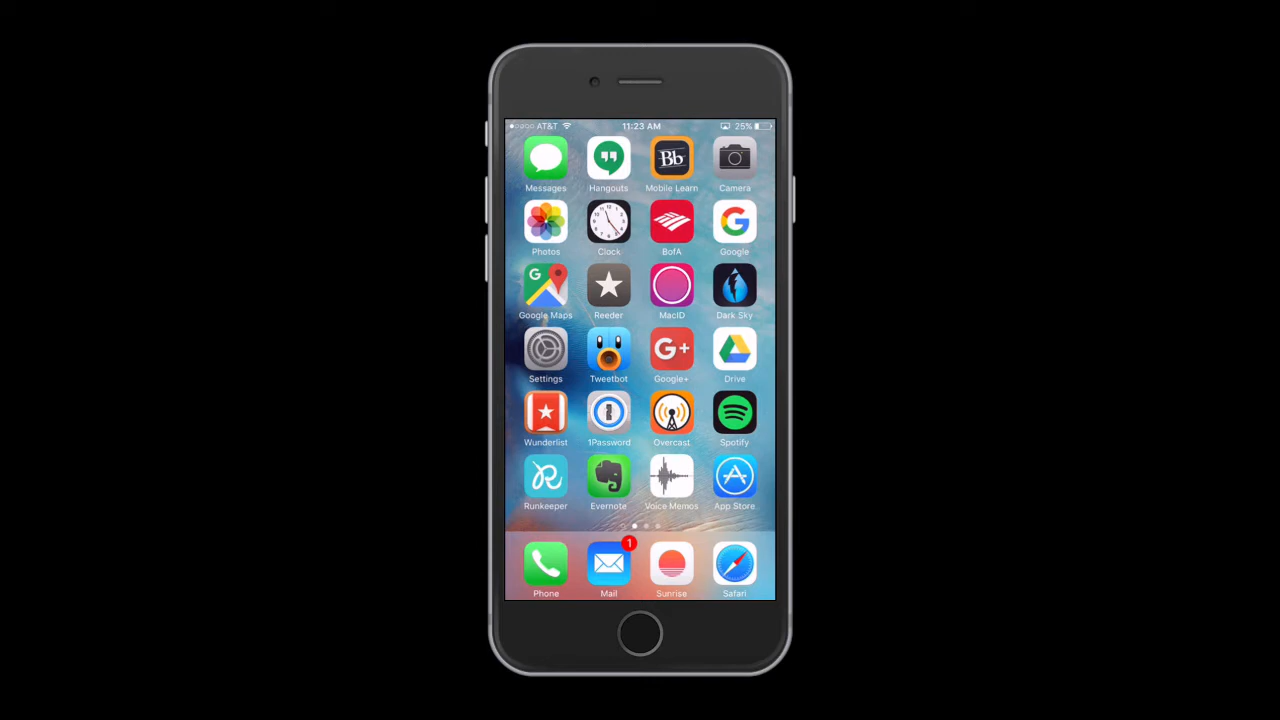 AT&T 11:23 AM 25%
Bb
Messages Hangouts Mobile Learn Camera
12
G
Photos Clock BofA Google
G
Google Maps Reeder MacID Dark Sky
G+
Settings Tweetbot Google+ Drive
1
Wunderlist 1Password Overcast Spotify
Runkeeper Evernote Voice Memos App Store
1
Phone Mail Sunrise Safari